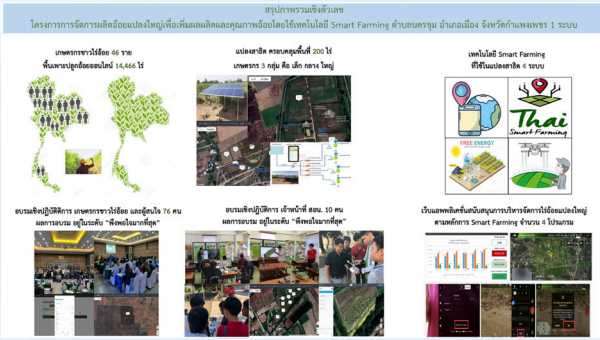 สรุปภาพรวมเชิงตัวเลข
โครงการการจัดการผลิตอ้อยแปลงใหญ่เพื่อเพิ่มผลผลิตและคุณภาพอ้อยโดยใช้เทคโนโลยี Smart Farming ตำบลนครชุม อำเภอเมือง จังหวัดกำแพงเพชร 1 ระบบ
เกษตรกรชาวไร่อ้อย 46 ราย
พื้นเพาะปลูกอ้อยออนไลน์ 14,466 ไร่
แปลงสาธิต ครอบคลุมพื้นที่ 200 ไร่
เกษตรกร 3 กลุ่ม คือ เล็ก กลาง ใหญ่
เทคโนโลยี Smart Farming
ที่ใช้ในแปลงสาธิต 4 ระบบ
Thai
Smart Farming
FREE ENERGY
อบรมเชิงปฏิบัติการ เกษตรกรชาวไร่อ้อย และผู้สนใจ 76 คน
ผลการอบรม อยู่ในระดับ "พึงพอใจมากที่สุด"
อบรมเชิงปฏิบัติการ เจ้าหน้าที่ สอน. 10 คน
ผลการอบรม อยู่ในระดับ "พึงพอใจมากที่สุด"
เว็บแอพพลิเคชั่นสนับสนุนการบริหารจัดการไร่อ้อยแปลงใหญ่
ตามหลักการ Smart Farming จำนวน 4 โปรแกรม